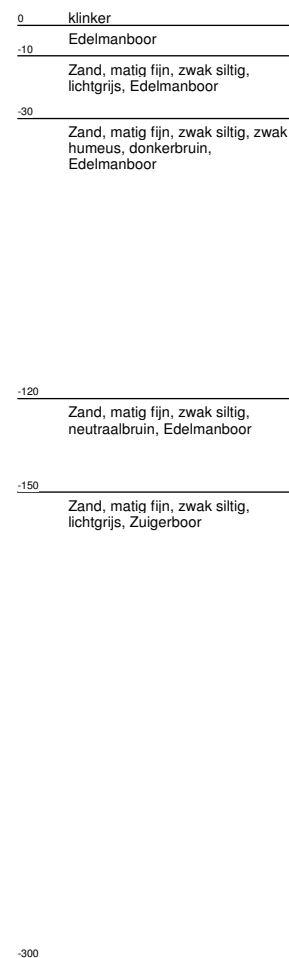 0 klinker
Edelmanboor
-10
Zand, matig fijn, zwak siltig,
lichtgrijs, Edelmanboor
-30
Zand, matig fijn, zwak siltig, zwak
humeus, donkerbruin,
Edelmanboor
-120
Zand, matig fijn, zwak siltig,
neutraalbruin, Edelmanboor
-150
Zand, matig fijn, zwak siltig,
lichtgrijs, Zuigerboor
-300